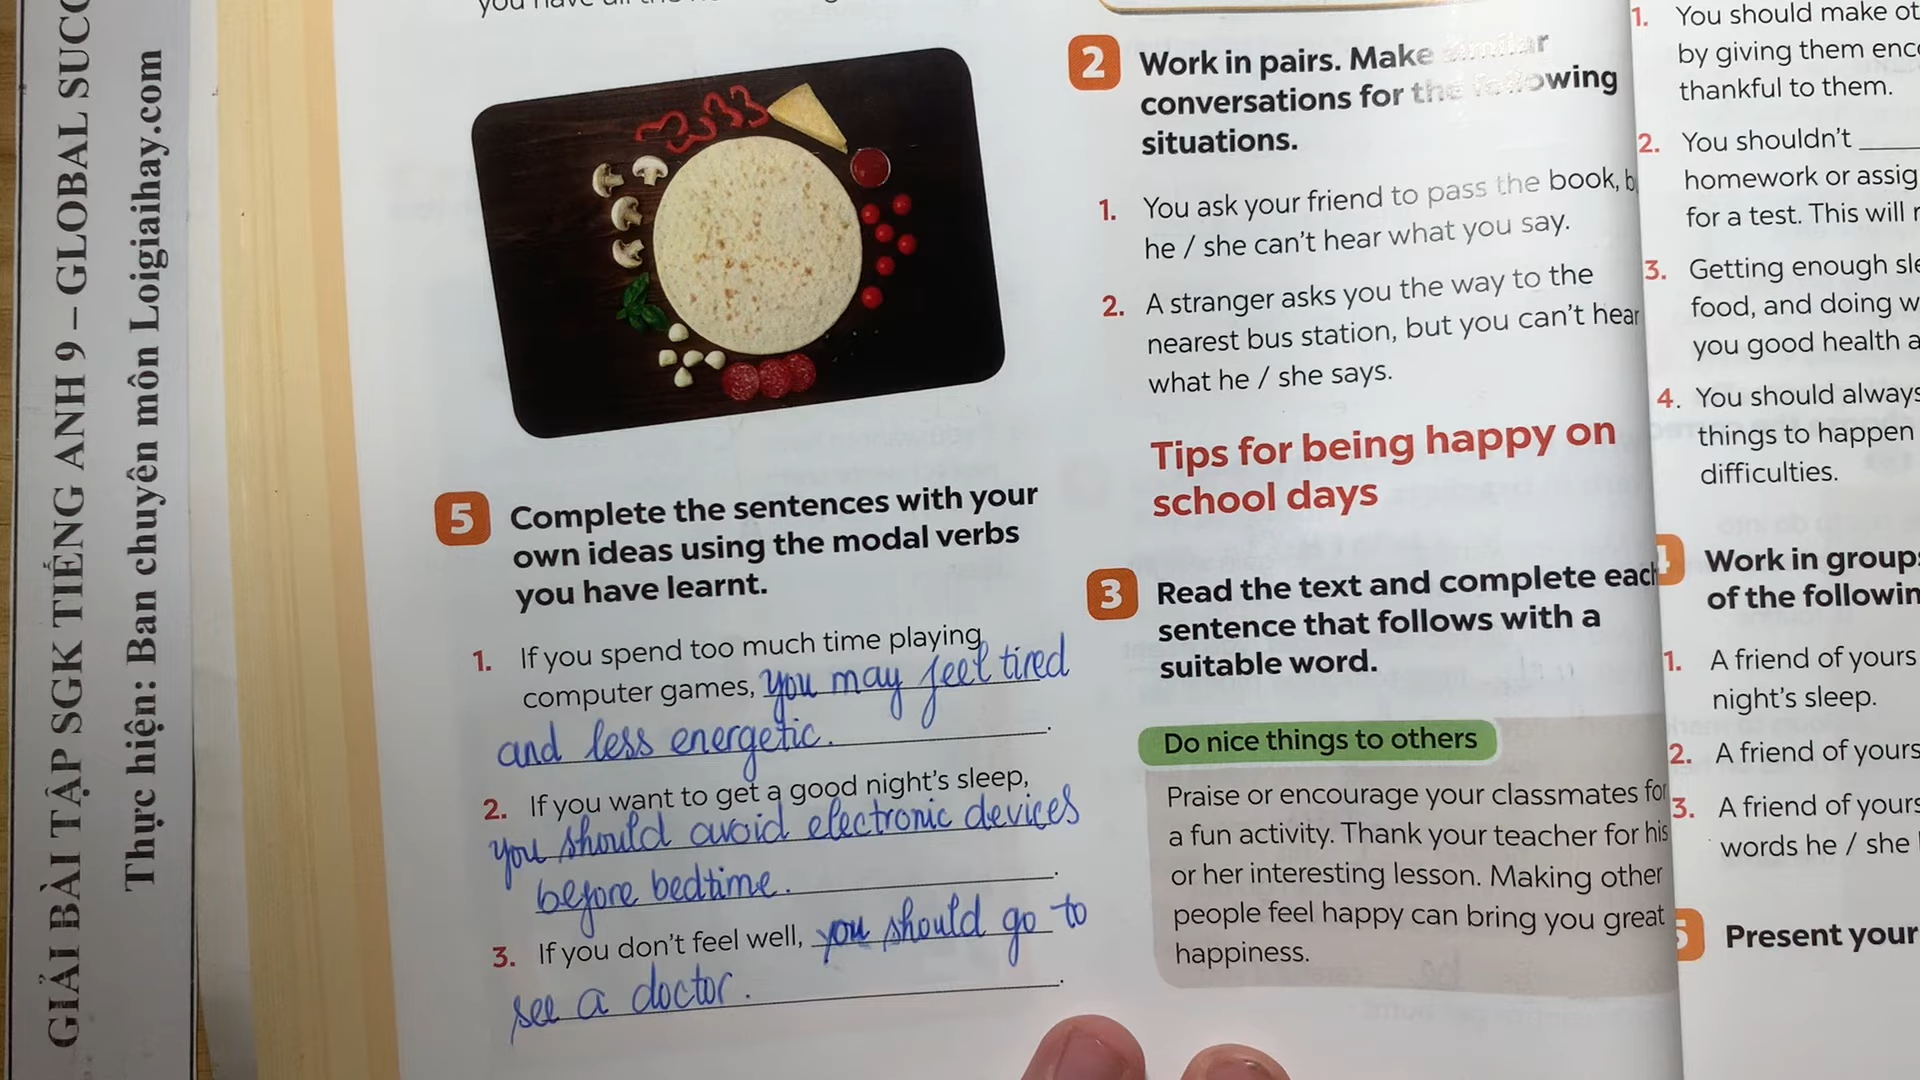 GIẢI BÀI TẬP SGK TIẾNG ANH 9 – GLOBAL SUCC
Thực hiện: Ban chuyên môn Loigiaihay.com
you have all the
5 Complete the sentences with your
own ideas using the modal verbs
you have learnt.
1. If you spend too much time playing
computer games, you may feel tired
and less energetic.
2. If you want to get a good night's sleep,
you should avoid electronic devices
before bedtime.
3. If you don't feel well, you should go to
see a doctor.
2 Work in pairs. Make similar
conversations for the following
situations.
1. You ask your friend to pass the book, b
he / she can't hear what you say.
2. A stranger asks you the way to the
nearest bus station, but you can't hear
what he / she says.
Tips for being happy on
school days
3 Read the text and complete each
sentence that follows with a
suitable word.
Do nice things to others
Praise or encourage your classmates for
a fun activity. Thank your teacher for his
or her interesting lesson. Making other
people feel happy can bring you great
happiness.
1. You should make ot
by giving them enc
thankful to them.
2. You shouldn't ____
homework or assig
for a test. This will
3. Getting enough sle
food, and doing w
you good health a
4. You should always
things to happen
difficulties.
Work in group
of the followin
1. A friend of yours
night's sleep.
2. A friend of yours
3. A friend of yours
words he / she
5 Present your